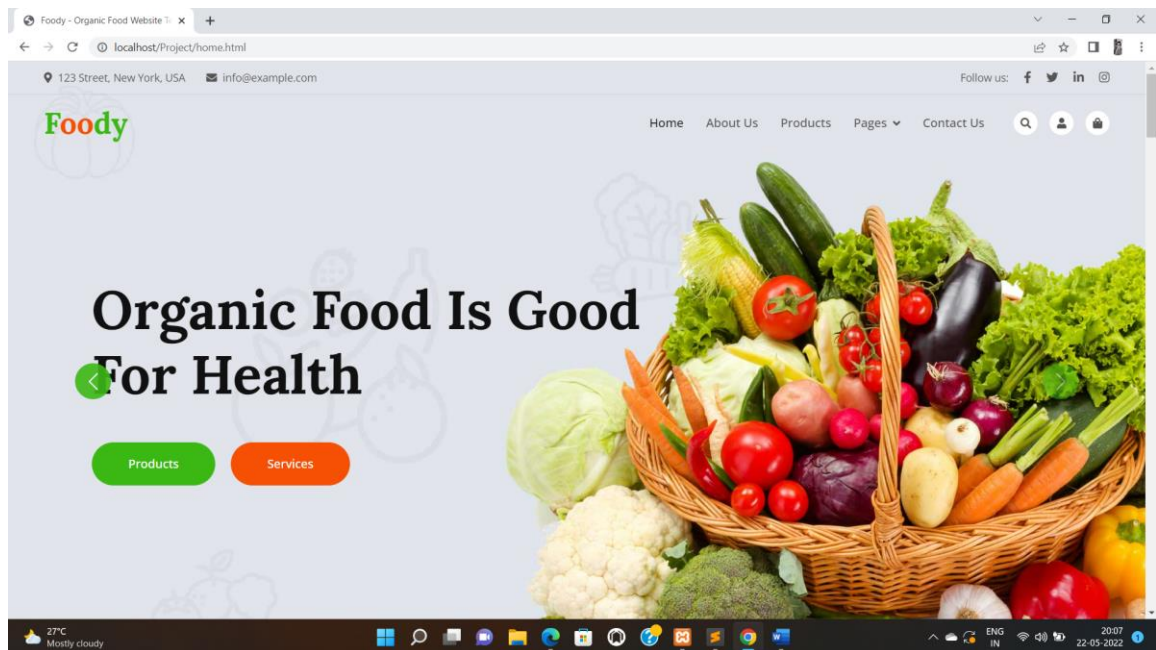 Foody - Organic Food Website Te
localhost/Project/home.html
123 Street, New York, USA info@example.com Follow us:
Foody Home About Us Products Pages Contact Us
Organic Food Is Good
For Health
Products Services
27°C
Mostly cloudy
ENG
IN
20:07
22-05-2022
1